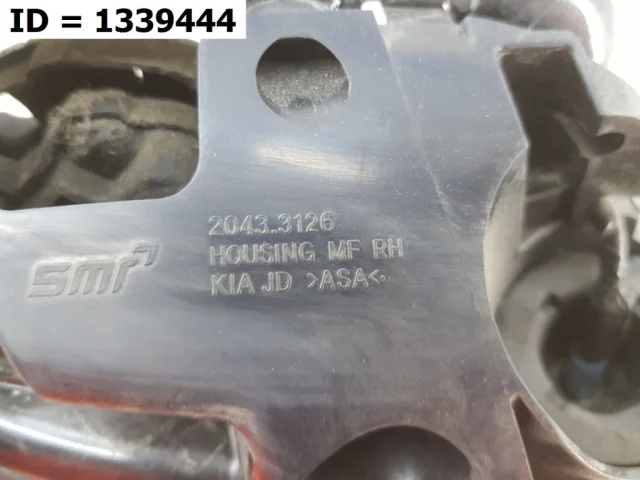 ID = 1339444
2043..3126
HOUSING MF RH
smr KIA JD >ASA<